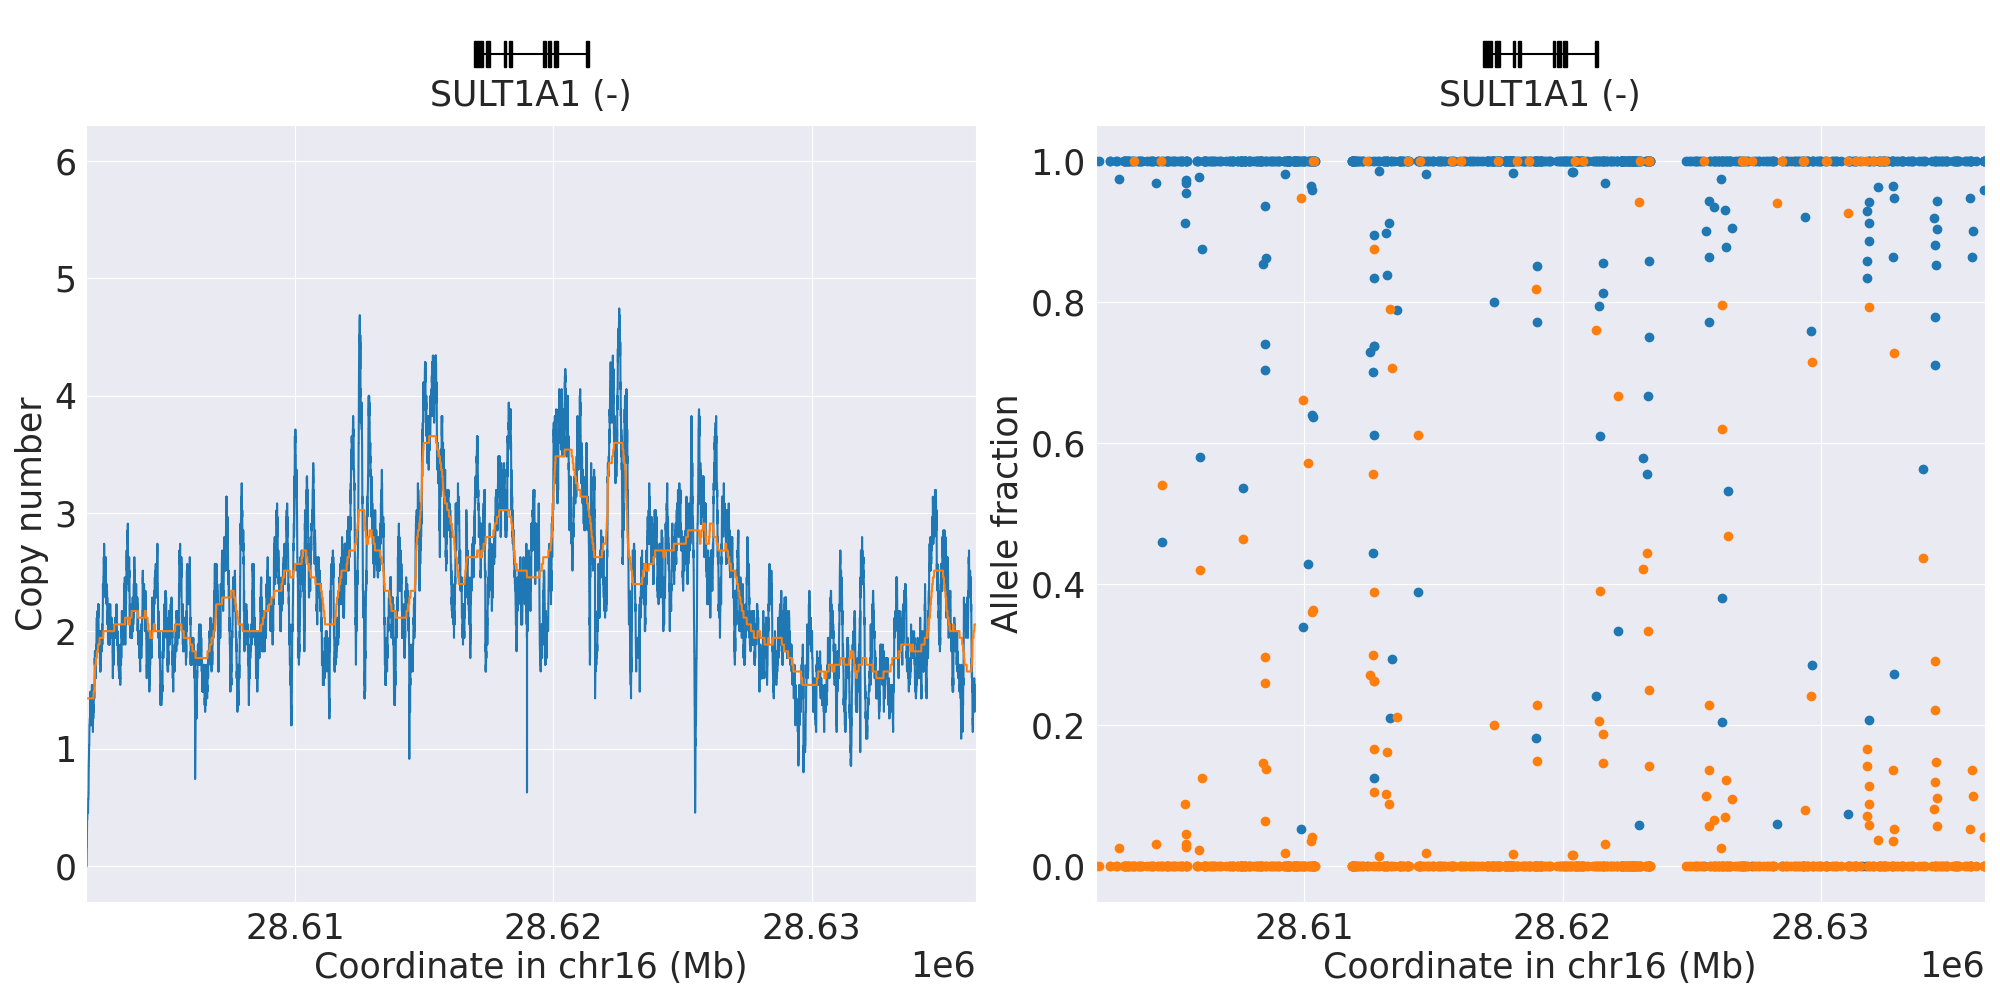 SULT1A1 (-)
6
5
4
3
2
1
0
Copy number
28.61
28.62
28.63
Coordinate in chr16 (Mb)
1e6
SULT1A1 (-)
1.0
0.8
0.6
0.4
0.2
0.0
Allele fraction
28.61
28.62
28.63
Coordinate in chr16 (Mb)
1e6